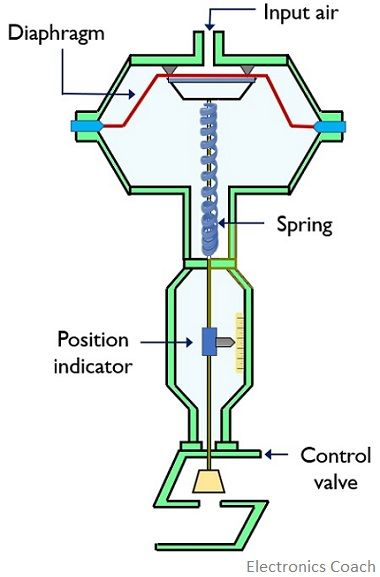 Input air
Diaphragm
Spring
Position
indicator
Control
valve
Electronics Coach